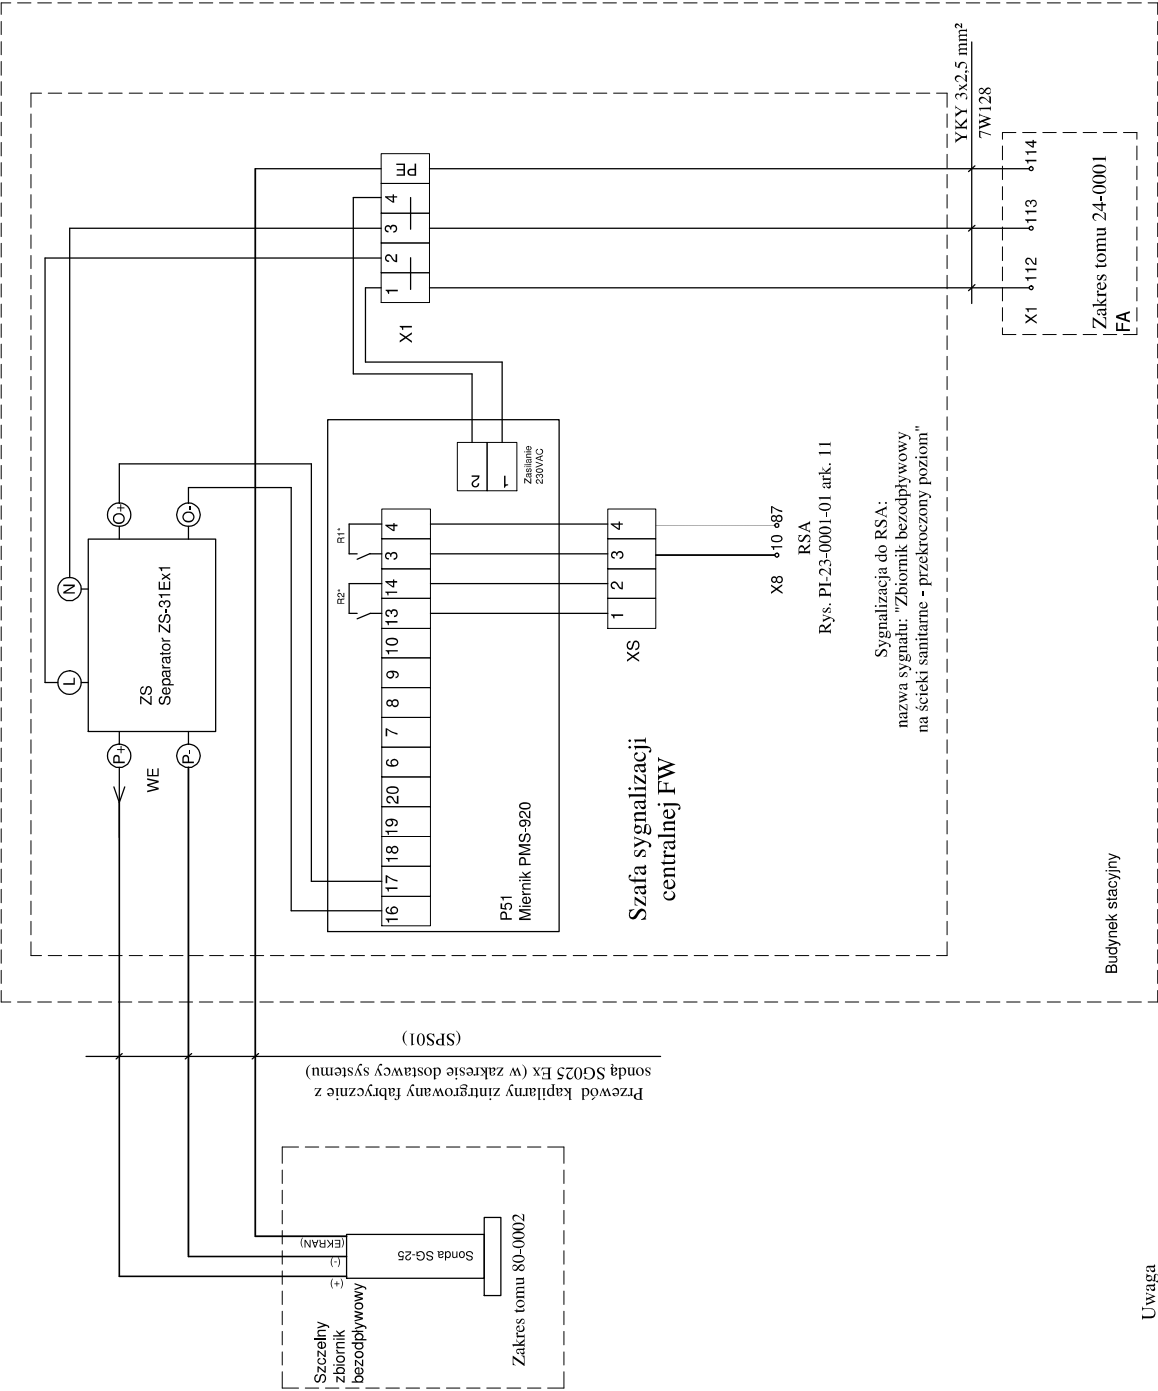 YKY 3x2,5 mm²
7W128
X1
112
113
114
Zakres tomu 24-0001
FA
PE
4
3
2
1
X1
N
L
O+
O-
P+
P-
WE
ZS
Separator ZS-31Ex1
2
1
Zasilanie
230VAC
R1*
R2*
4
3
14
13
10
9
8
7
6
20
19
18
17
16
P51
Miernik PMS-920
4
3
2
1
XS
X8
10
87
RSA
Rys. PI-23-0001-01 ark. 11
Sygnalizacja do RSA:
nazwa sygnału: "Zbiornik bezodpływowy
na ścieki sanitarne - przekroczony poziom"
Szafa sygnalizacji
centralnej FW
Budynek stacyjny
(SPS01)
Przewód kapilarny zintrgrowany fabrycznie z
sondą SG025 Ex (w zakresie dostawcy systemu)
(EKRAN)
(-)
(+)
Sonda SG-25
Szczelny
zbiornik
bezodpływowy
Zakres tomu 80-0002
Uwaga